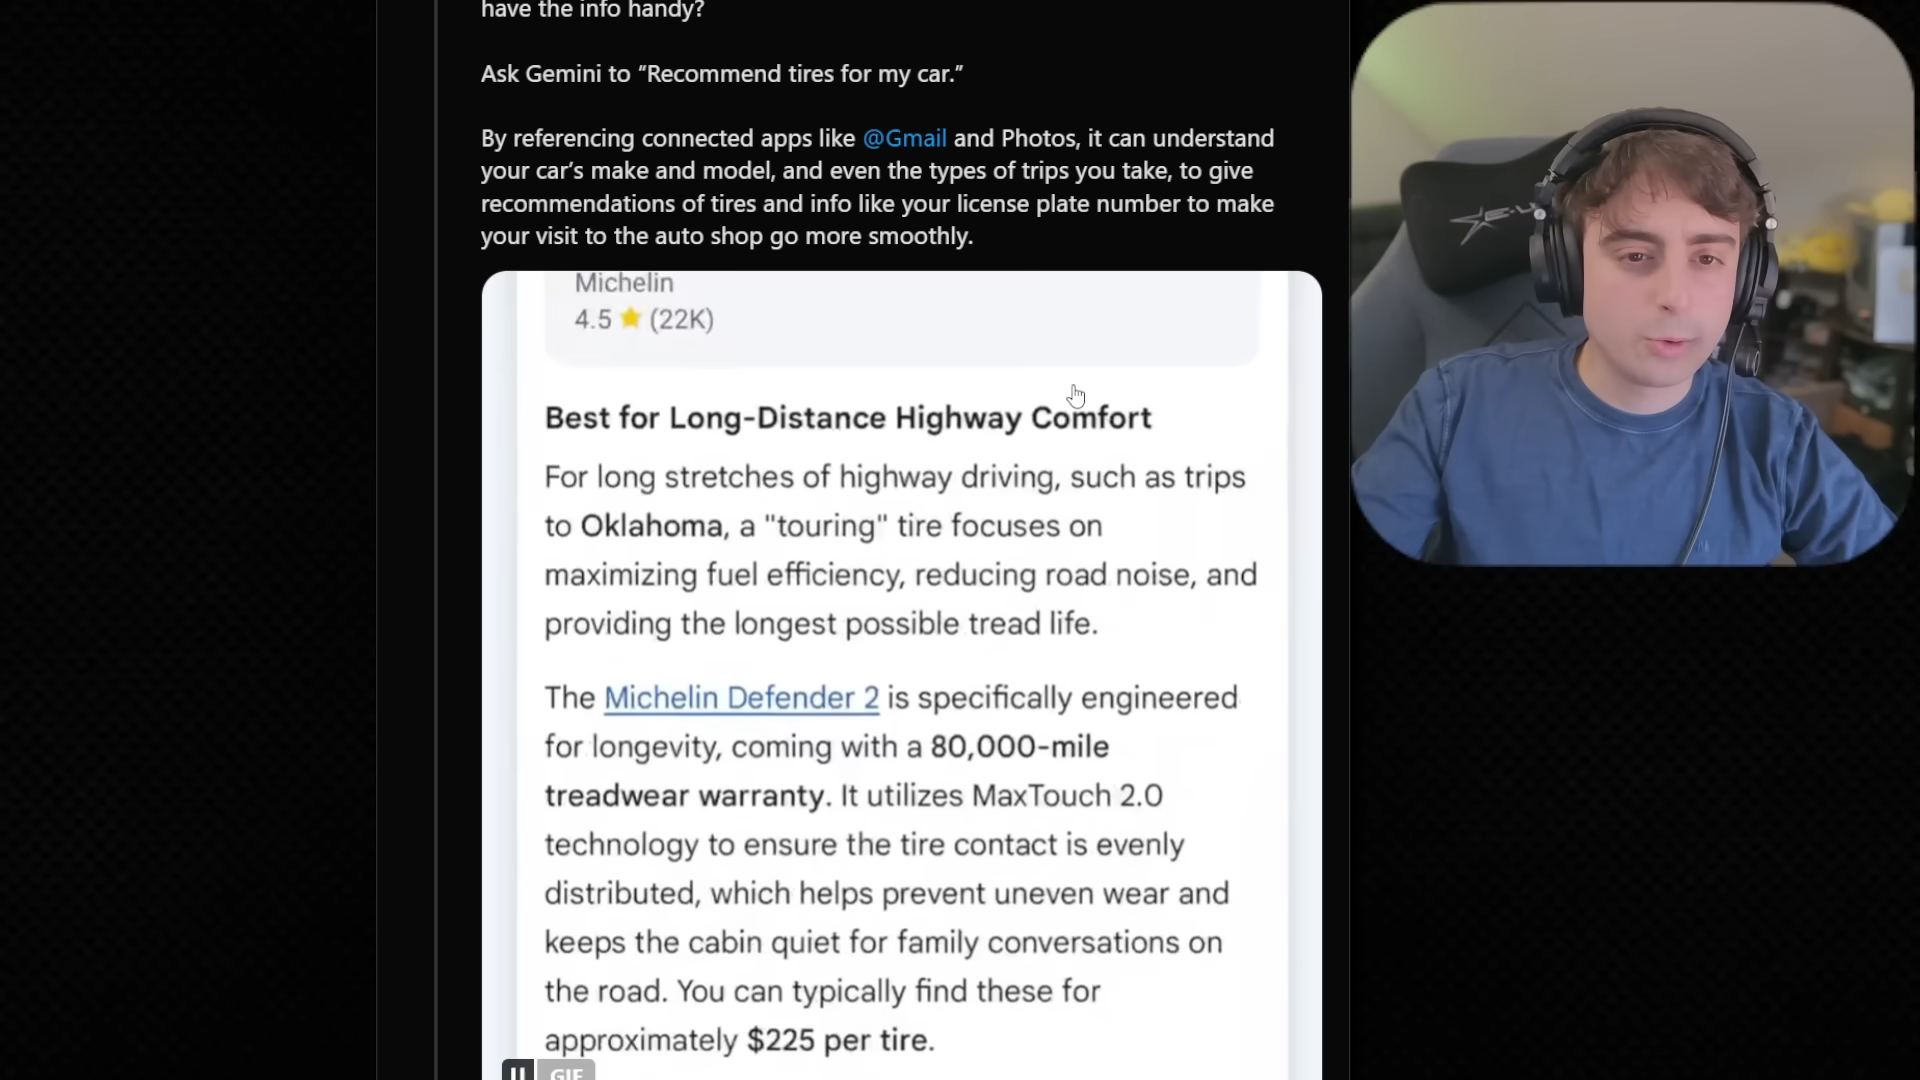 have the info handy?
Ask Gemini to “Recommend tires for my car.”
By referencing connected apps like @Gmail and Photos, it can understand
your car’s make and model, and even the types of trips you take, to give
recommendations of tires and info like your license plate number to make
your visit to the auto shop go more smoothly.
Michelin
4.5 ⭐ (22K)
Best for Long-Distance Highway Comfort
For long stretches of highway driving, such as trips
to Oklahoma, a "touring" tire focuses on
maximizing fuel efficiency, reducing road noise, and
providing the longest possible tread life.
The Michelin Defender 2 is specifically engineered
for longevity, coming with a 80,000-mile
treadwear warranty. It utilizes MaxTouch 2.0
technology to ensure the tire contact is evenly
distributed, which helps prevent uneven wear and
keeps the cabin quiet for family conversations on
the road. You can typically find these for
approximately $225 per tire.
GIF